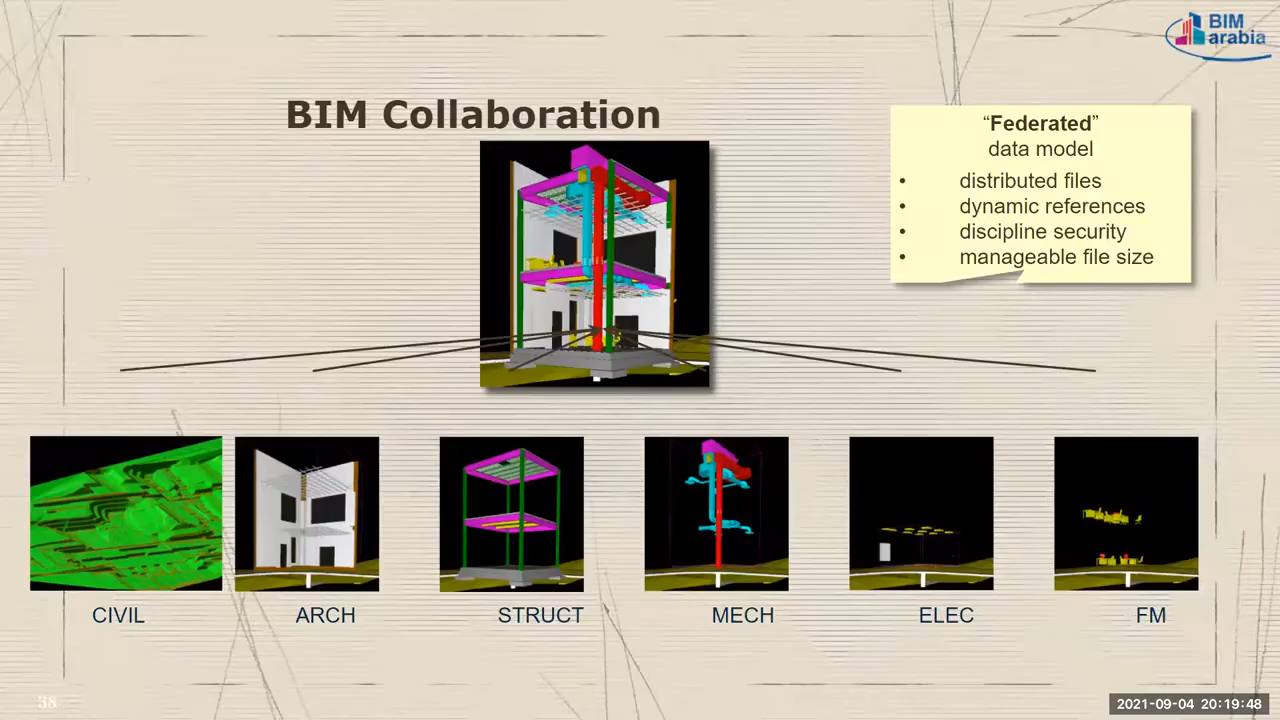 BIM
arabia
BIM Collaboration
“Federated”
data model
• distributed files
• dynamic references
• discipline security
• manageable file size
CIVIL
ARCH
STRUCT
MECH
ELEC
FM
38
2021-09-04 20:19:48